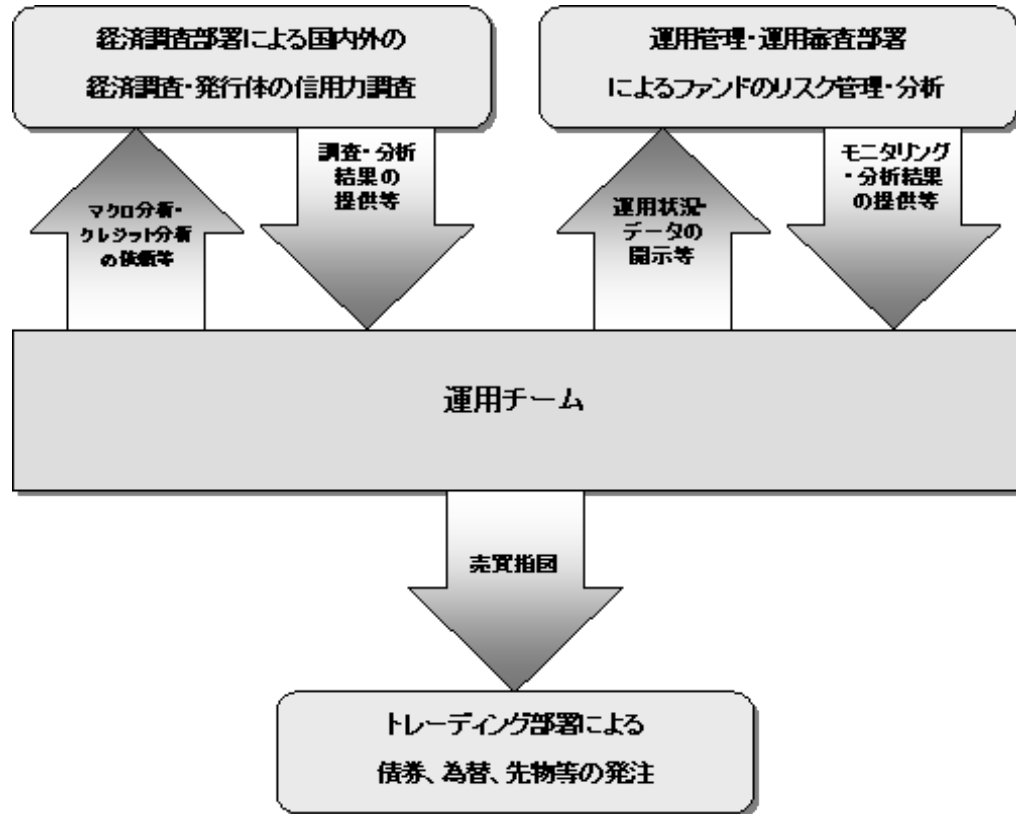 経済調査部署による国内外の
経済調査・発行体の信用力調査
運用管理・運用審査部署
によるファンドのリスク管理・分析
マクロ分析・
クレジット分析
の依頼等
調査・分析
結果の
提供等
運用状況・
データの
開示等
モニタリング
・分析結果
の提供等
運用チーム
売買指図
トレーディング部署による
債券、為替、先物等の発注